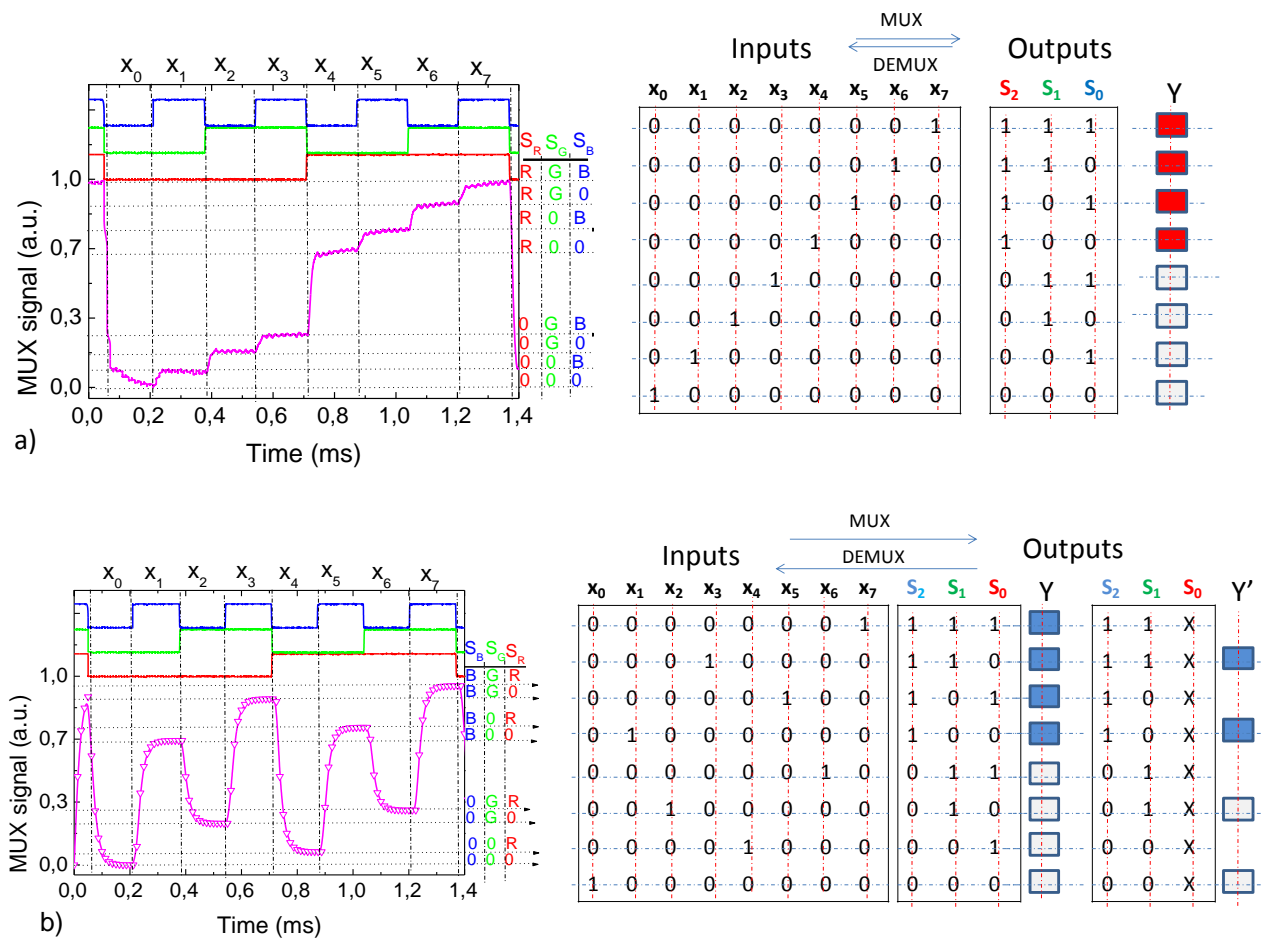 MUX
Inputs Outputs
DEMUX
x0 x1 x2 x3 x4 x5 x6 x7
x0 x1 x2 x3 x4 x5 x6 x7 S2 S1 S0 Y
0 0 0 0 0 0 0 1 1 1 1
0 0 0 0 0 0 1 0 1 1 0
0 0 0 0 0 1 0 0 1 0 1
0 0 0 0 1 0 0 0 1 0 0
0 0 0 1 0 0 0 0 0 1 1
0 0 1 0 0 0 0 0 0 1 0
0 1 0 0 0 0 0 0 0 0 1
1 0 0 0 0 0 0 0 0 0 0
SR SG SB
R G B
R G 0
R 0 B
R 0 0
0 G B
0 G 0
0 0 B
0 0 0
MUX signal (a.u.)
1,0
0,7
0,3
0,0
0,0 0,2 0,4 0,6 0,8 1,0 1,2 1,4
Time (ms)
a)
MUX
DEMUX
Inputs Outputs
x0 x1 x2 x3 x4 x5 x6 x7
x0 x1 x2 x3 x4 x5 x6 x7 S2 S1 S0 Y S2 S1 S0 Y'
0 0 0 0 0 0 0 1 1 1 1 1 1 X
0 0 0 1 0 0 0 0 1 1 0 1 1 X
0 0 0 0 0 1 0 0 1 0 1 1 0 X
0 1 0 0 0 0 0 0 1 0 0 1 0 X
0 0 0 0 0 0 1 0 0 1 1 0 1 X
0 0 1 0 0 0 0 0 0 1 0 0 1 X
0 0 0 0 1 0 0 0 0 0 1 0 0 X
1 0 0 0 0 0 0 0 0 0 0 0 0 X
SB SG SR
B G R
B G 0
B 0 R
B 0 0
0 G R
0 G 0
0 0 R
0 0 0
MUX signal (a.u.)
1,0
0,7
0,3
0,0
0,0 0,2 0,4 0,6 0,8 1,0 1,2 1,4
Time (ms)
b)